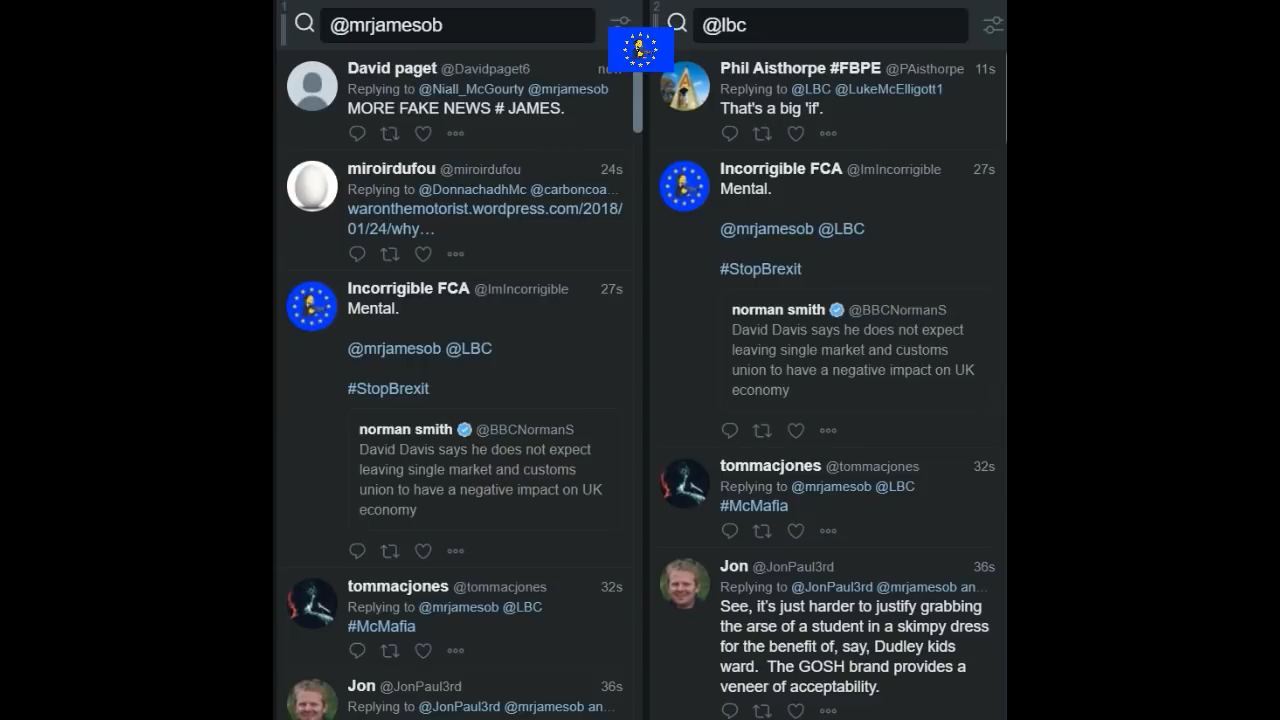 1
@mrjamesob
David paget @Davidpaget6
Replying to @Niall_McGourty @mrjamesob
MORE FAKE NEWS # JAMES.
miroirdufou @miroirdufou 24s
Replying to @DonnachadhMc @carboncoa...
waronthemotorist.wordpress.com/2018/
01/24/why…
Incorrigible FCA @ImIncorrigible 27s
Mental.
@mrjamesob @LBC
#StopBrexit
norman smith @BBCNormanS
David Davis says he does not expect
leaving single market and customs
union to have a negative impact on UK
economy
tommacjones @tommacjones 32s
Replying to @mrjamesob @LBC
#McMafia
Jon @JonPaul3rd 36s
Replying to @JonPaul3rd @mrjamesob an...
2
@lbc
Phil Aisthorpe #FBPE @PAisthorpe 11s
Replying to @LBC @LukeMcElligott1
That's a big 'if'.
Incorrigible FCA @ImIncorrigible 27s
Mental.
@mrjamesob @LBC
#StopBrexit
norman smith @BBCNormanS
David Davis says he does not expect
leaving single market and customs
union to have a negative impact on UK
economy
tommacjones @tommacjones 32s
Replying to @mrjamesob @LBC
#McMafia
Jon @JonPaul3rd 36s
Replying to @JonPaul3rd @mrjamesob an...
See, it's just harder to justify grabbing
the arse of a student in a skimpy dress
for the benefit of, say, Dudley kids
ward. The GOSH brand provides a
veneer of acceptability.